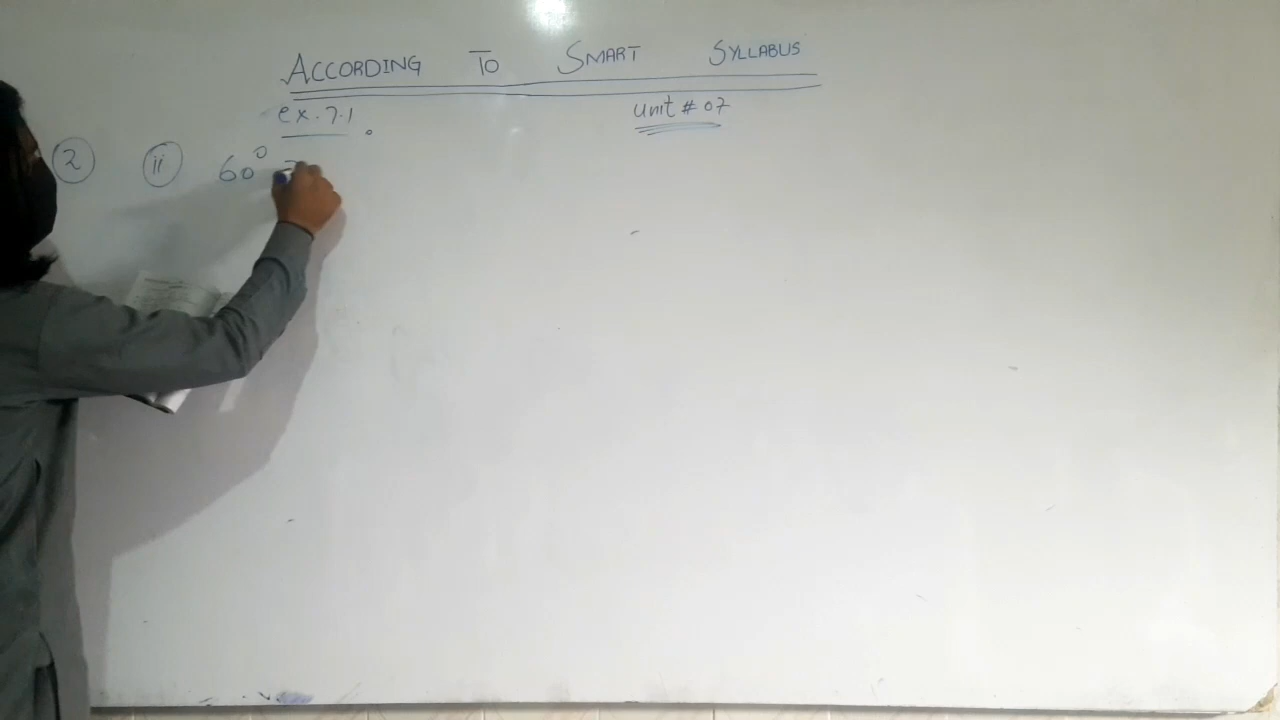 ACCORDING TO SMART SYLLABUS
ex. 7.1 Unit # 07
2 ii 60° =